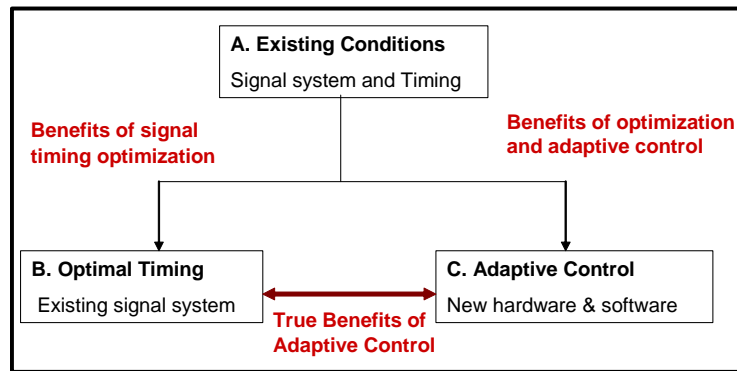 A. Existing Conditions
Signal system and Timing
Benefits of signal
timing optimization
Benefits of optimization
and adaptive control
B. Optimal Timing
Existing signal system
C. Adaptive Control
New hardware & software
True Benefits of
Adaptive Control